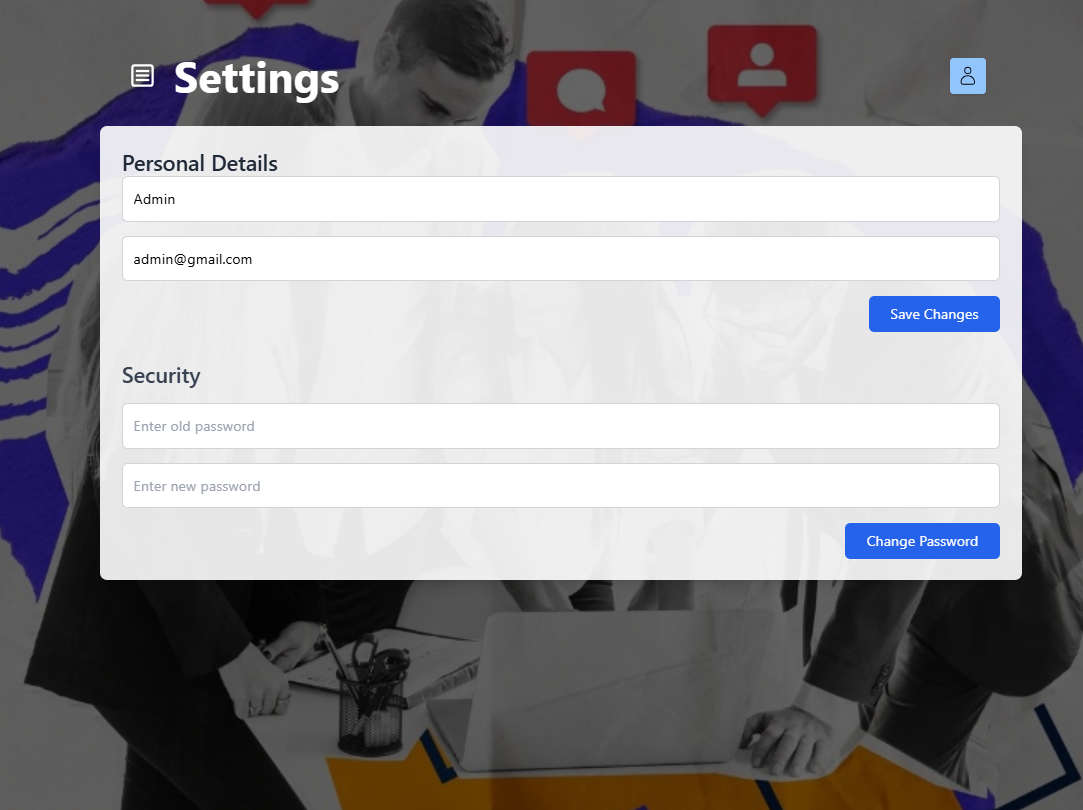 Settings
Personal Details
Admin
admin@gmail.com
Save Changes
Security
Enter old password
Enter new password
Change Password